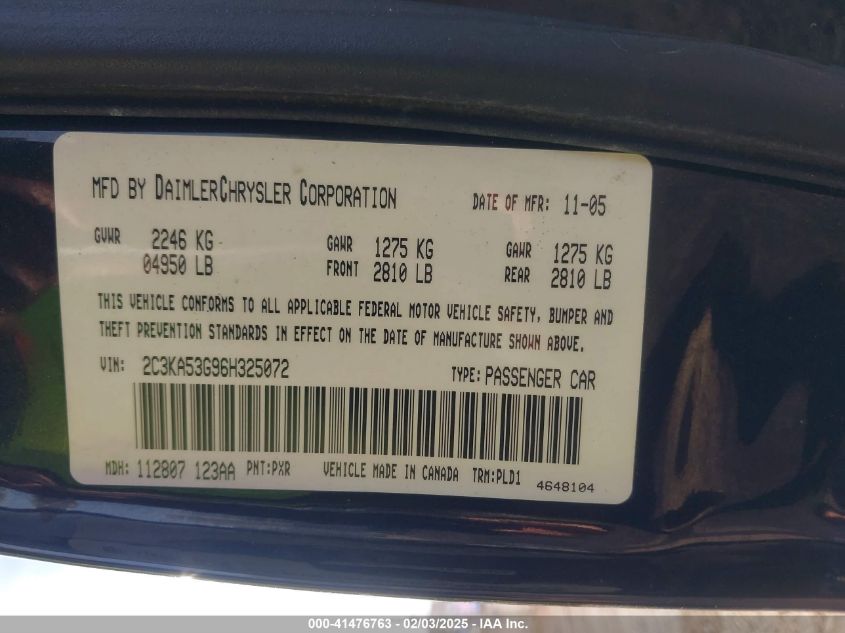 MFD BY DAIMLERCHRYSLER CORPORATION DATE OF MFR: 11-05
GVWR 2246 KG GAWR 1275 KG GAWR 1275 KG
04950 LB FRONT 2810 LB REAR 2810 LB
THIS VEHICLE CONFORMS TO ALL APPLICABLE FEDERAL MOTOR VEHICLE SAFETY, BUMPER AND
THEFT PREVENTION STANDARDS IN EFFECT ON THE DATE OF MANUFACTURE SHOWN ABOVE.
VIN: 2C3KA53G96H325072 TYPE: PASSENGER CAR
MDH: 112807 123AA PNT:PXR VEHICLE MADE IN CANADA TRM:PLD1
4648104
000-41476763 - 02/03/2025 - IAA Inc.